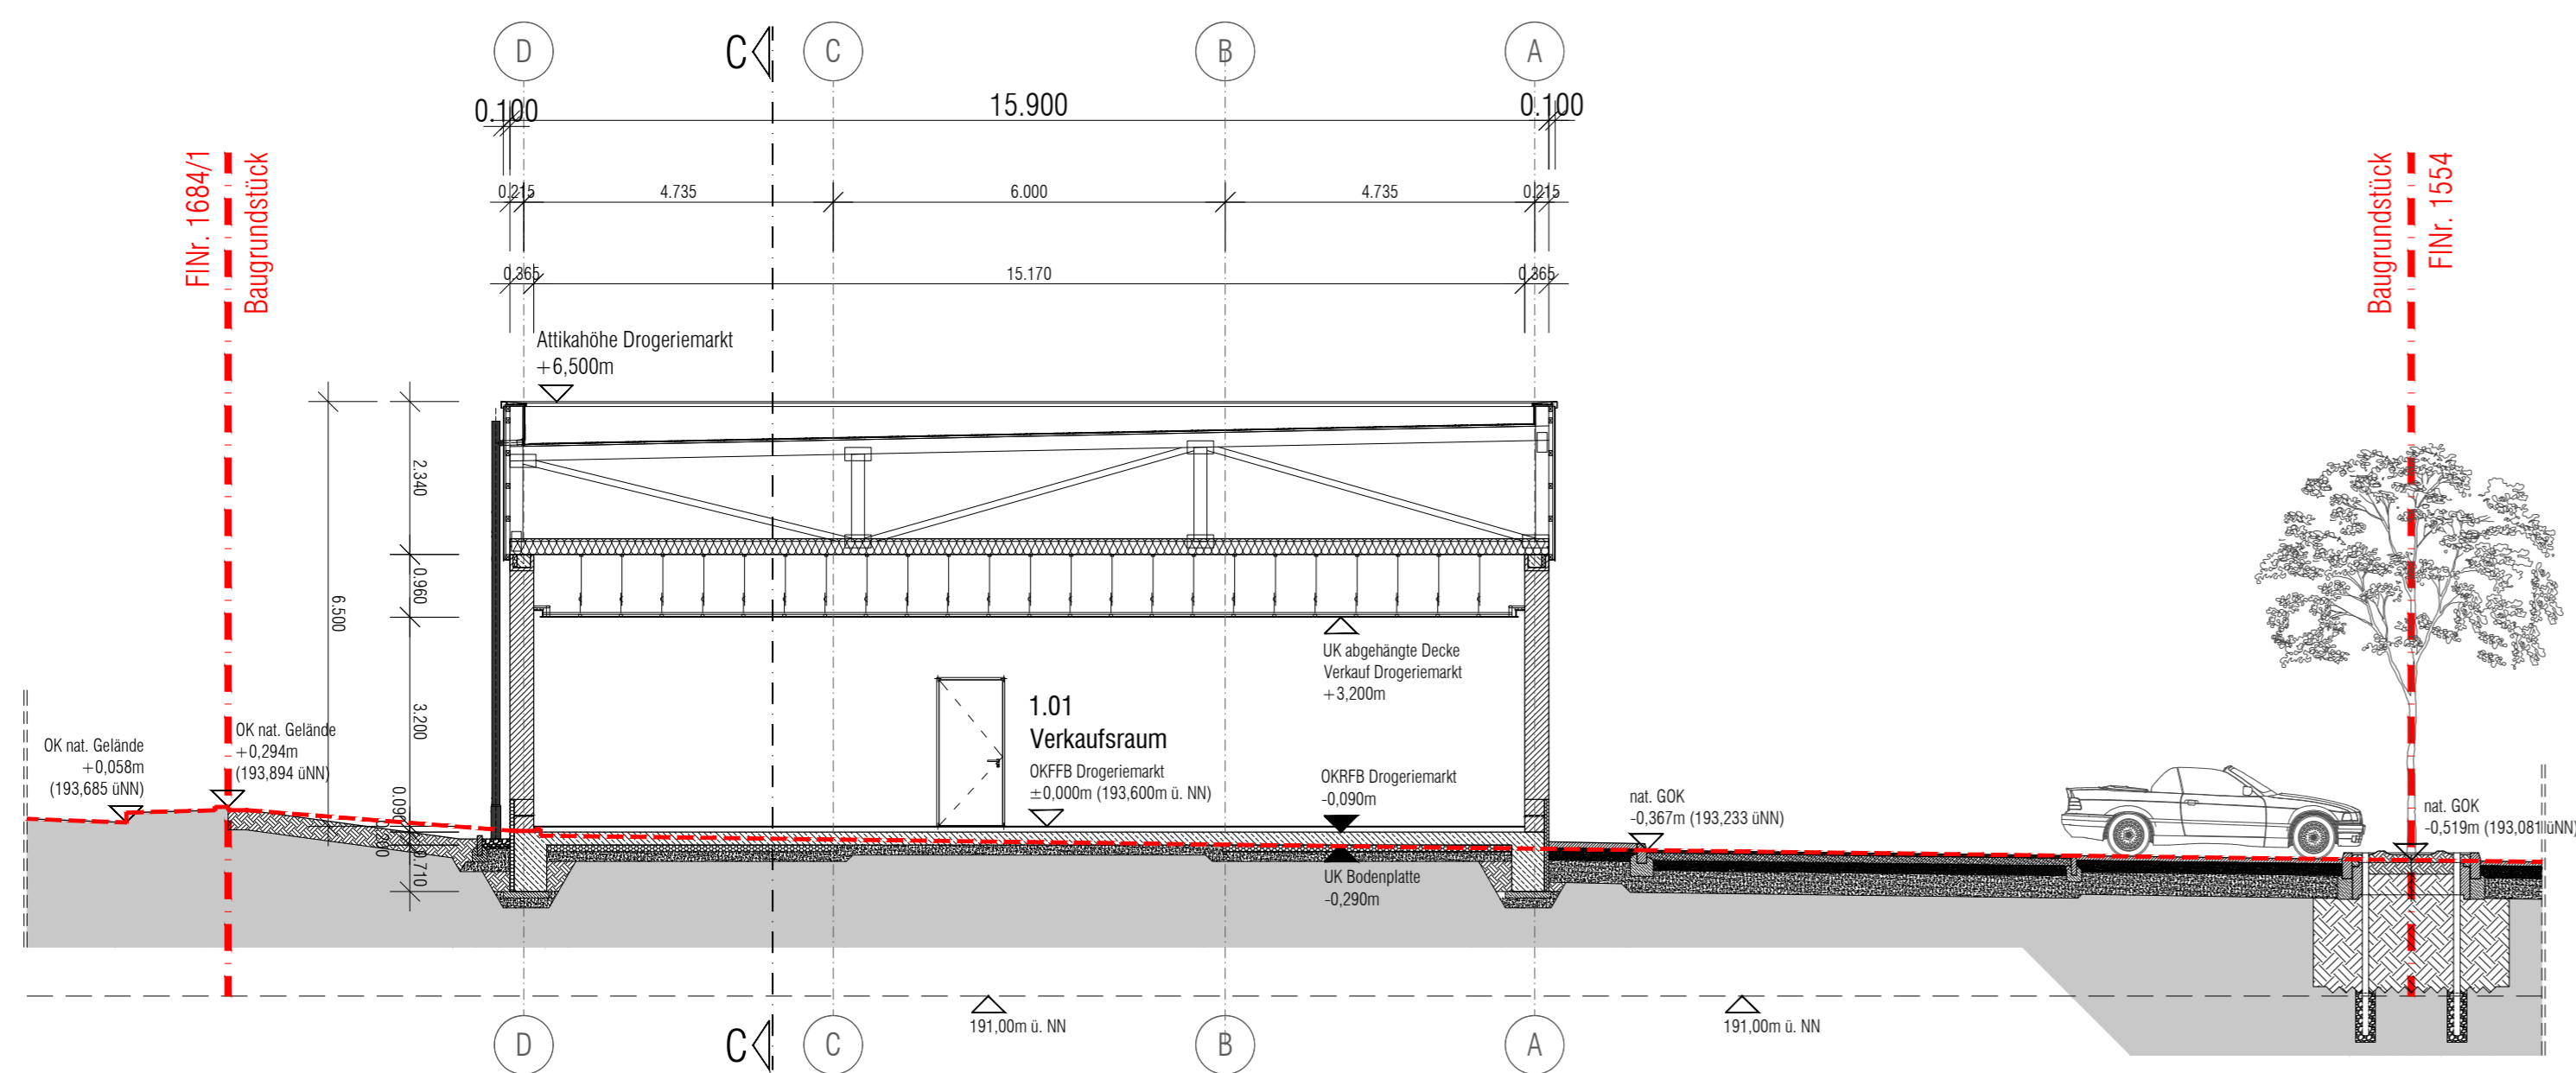 D
C
C
B
A
0.100
15.900
0.100
FlNr. 1684/1
Baugrundstück
Baugrundstück
FlNr. 1554
0.215
4.735
6.000
4.735
0.215
0.365
15.170
0.365
Attikahöhe Drogeriemarkt
+6,500m
2.340
0.960
6.500
3.200
UK abgehängte Decke
Verkauf Drogeriemarkt
+3,200m
1.01
Verkaufsraum
OKFFB Drogeriemarkt
±0,000m (193,600m ü. NN)
OKRFB Drogeriemarkt
-0,090m
OK nat. Gelände
+0,058m
(193,685 üNN)
OK nat. Gelände
+0,294m
(193,894 üNN)
nat. GOK
-0,367m (193,233 üNN)
nat. GOK
-0,519m (193,081 üNN)
0.090
UK Bodenplatte
-0,290m
191,00m ü. NN
191,00m ü. NN
D
C
C
B
A